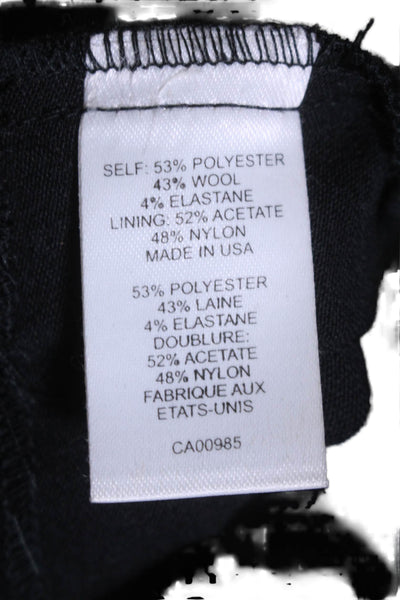 SELF: 53% POLYESTER
43% WOOL
4% ELASTANE
LINING: 52% ACETATE
48% NYLON
MADE IN USA
53% POLYESTER
43% LAINE
4% ELASTANE
DOUBLURE:
52% ACETATE
48% NYLON
FABRIQUE AUX
ETATS-UNIS
CA00985